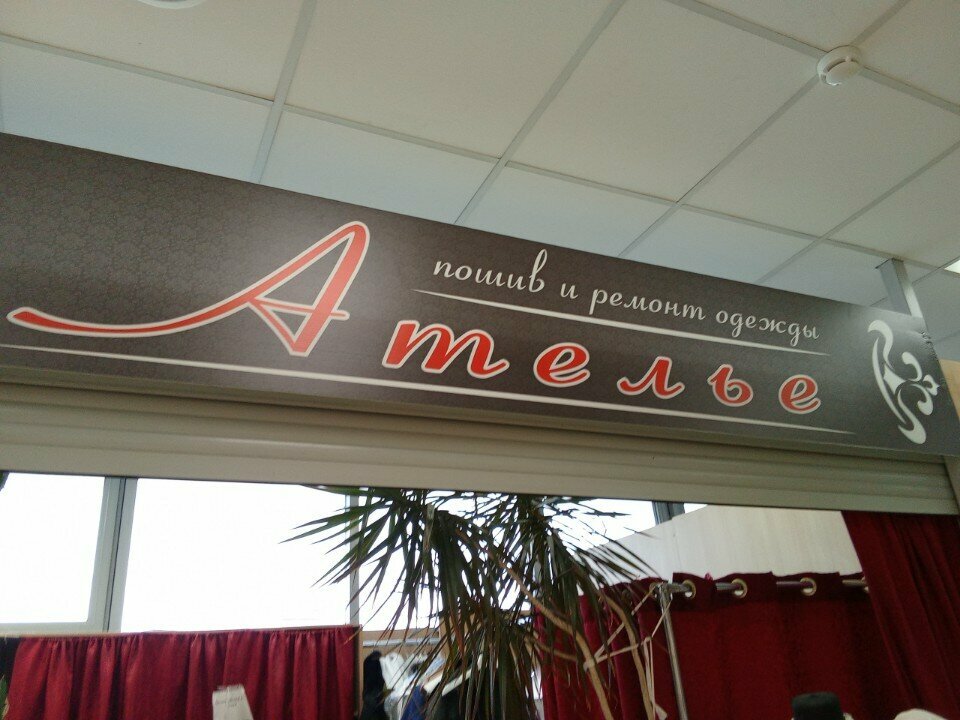 пошив и ремонт одежды
Ателье